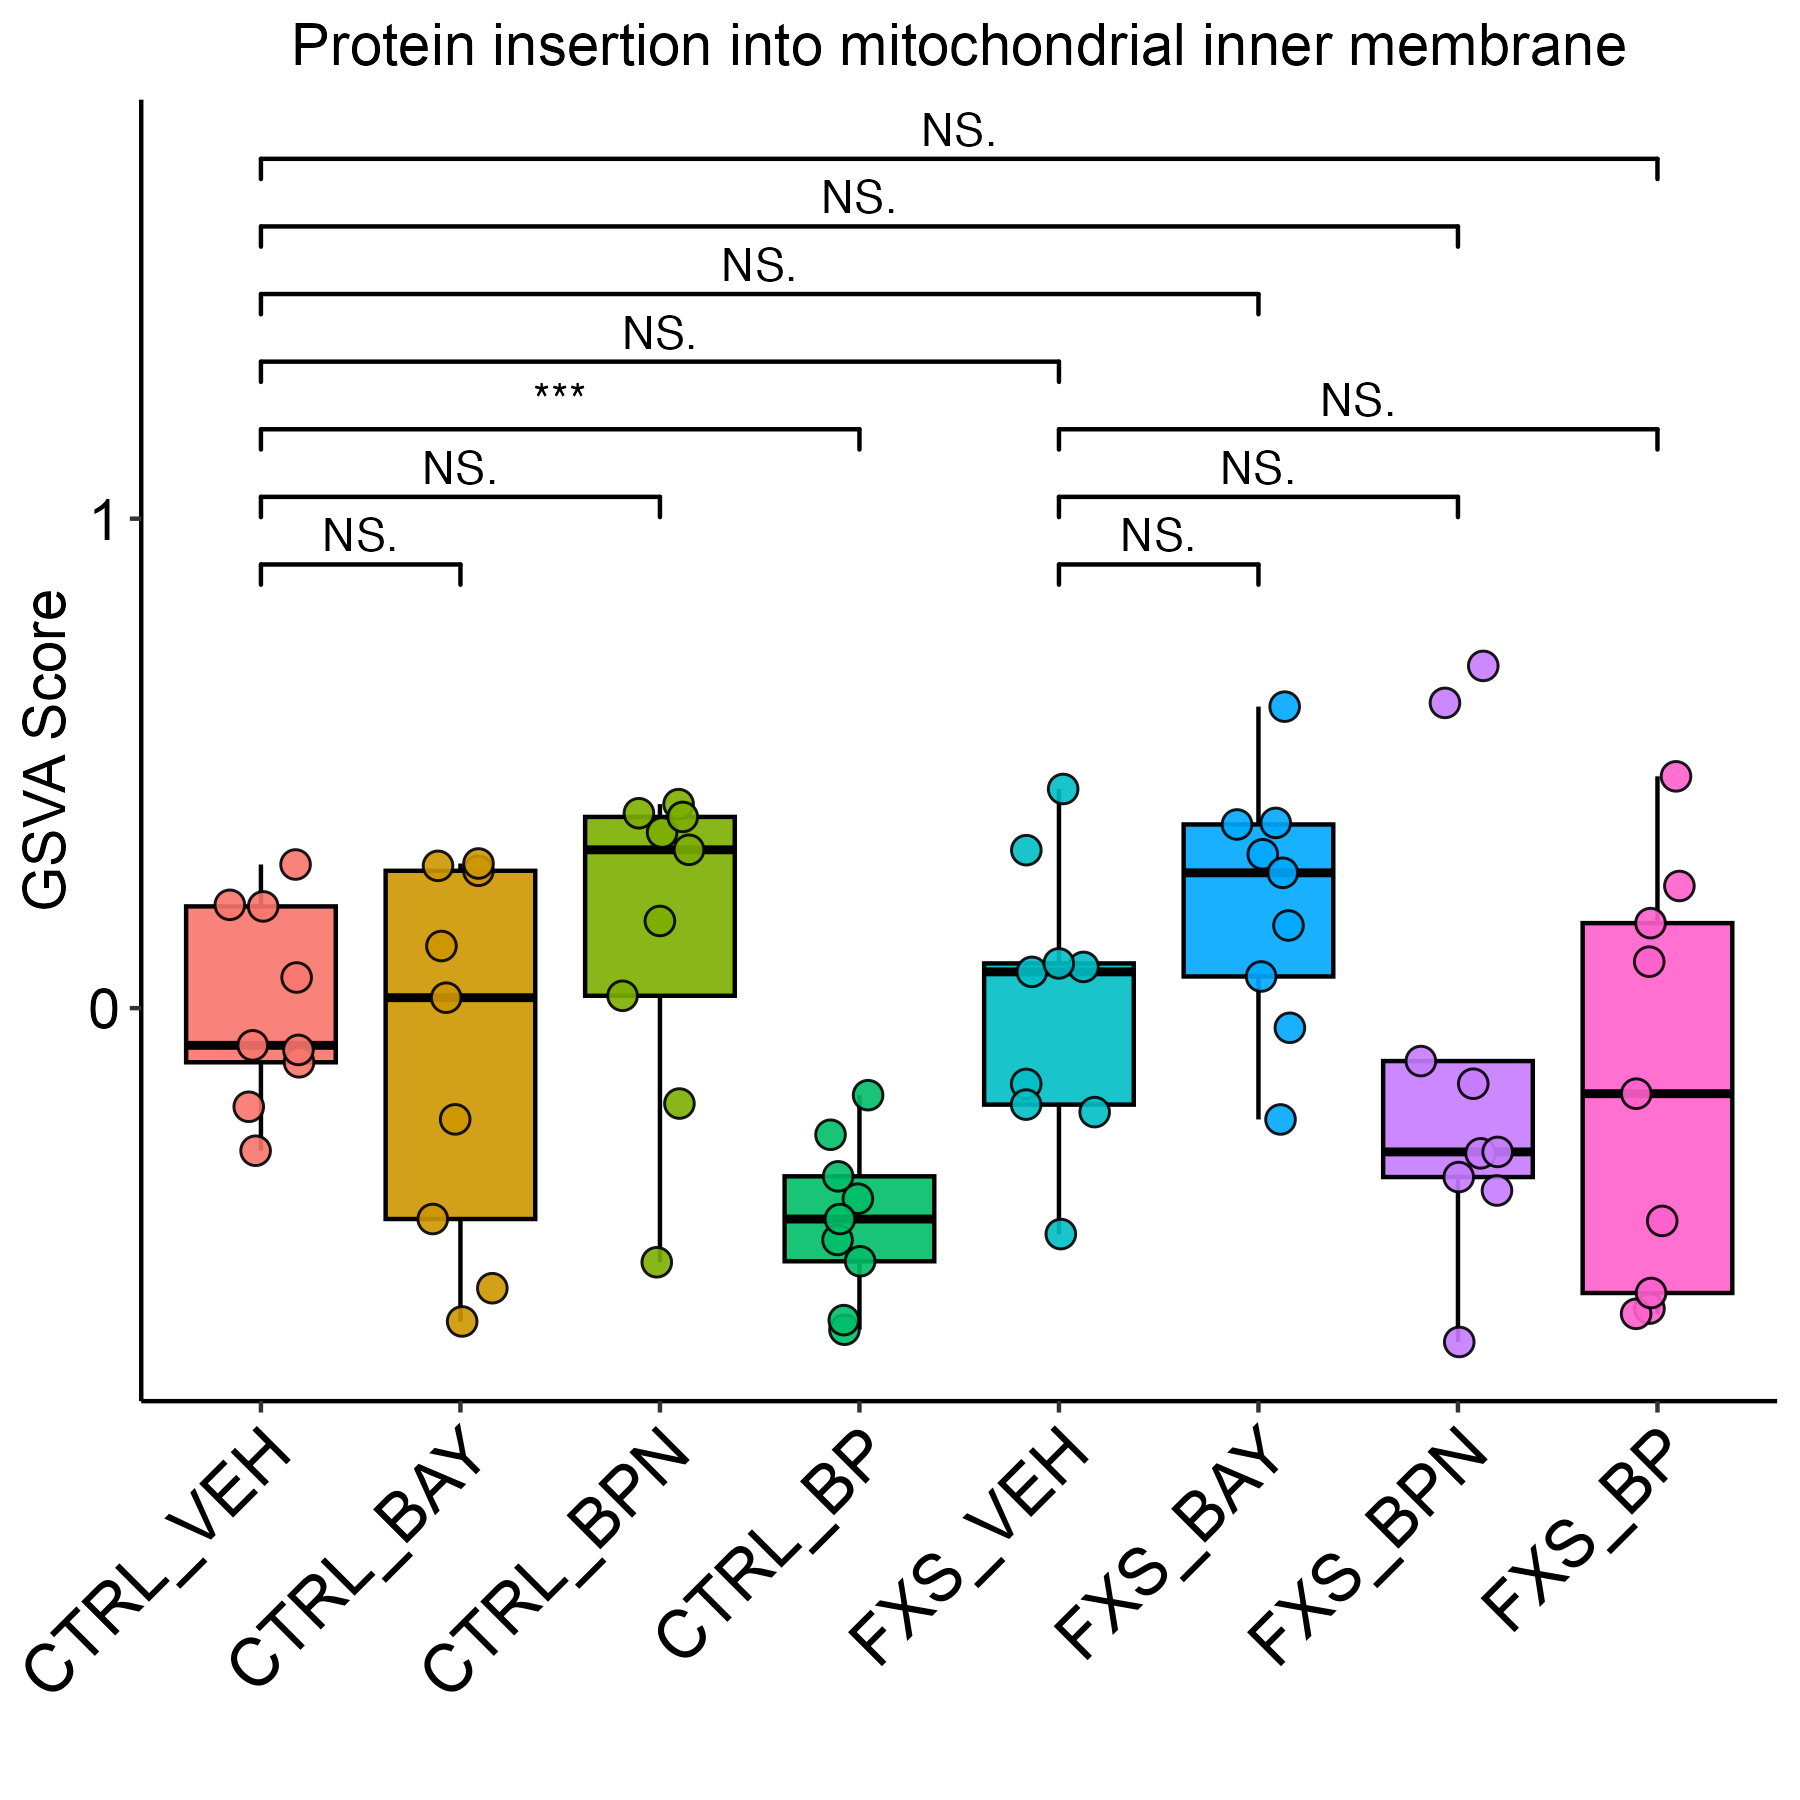 Protein insertion into mitochondrial inner membrane
NS.
NS.
NS.
NS.
***
NS.
NS.
NS.
NS.
NS.
1
0
GSVA Score
CTRL_VEH
CTRL_BAY
CTRL_BPN
CTRL_BP
FXS_VEH
FXS_BAY
FXS_BPN
FXS_BP